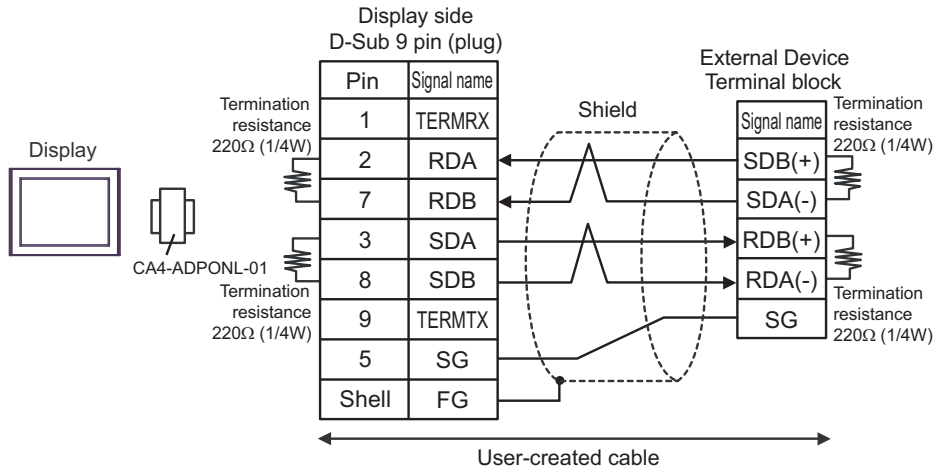 Display side
D-Sub 9 pin (plug)
External Device
Terminal block
Pin Signal name
Termination
resistance
220Ω (1/4W)
1 TERMRX
Shield
Signal name
Termination
resistance
220Ω (1/4W)
Display
2 RDA
SDB(+)
7 RDB
SDA(-)
3 SDA
RDB(+)
CA4-ADPONL-01
8 SDB
RDA(-)
Termination
resistance
220Ω (1/4W)
Termination
resistance
220Ω (1/4W)
9 TERMTX
SG
5 SG
Shell FG
User-created cable